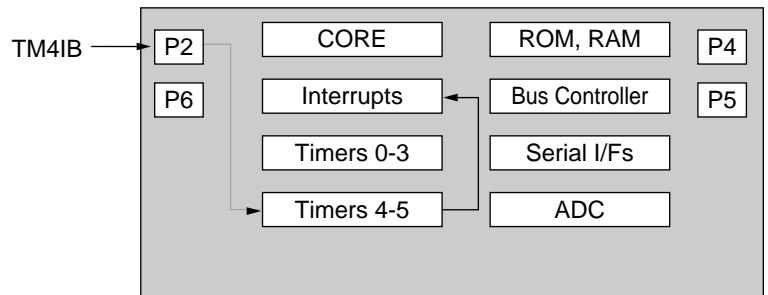 TM4IB
P2
CORE
ROM, RAM
P4
P6
Interrupts
Bus Controller
P5
Timers 0-3
Serial I/Fs
Timers 4-5
ADC